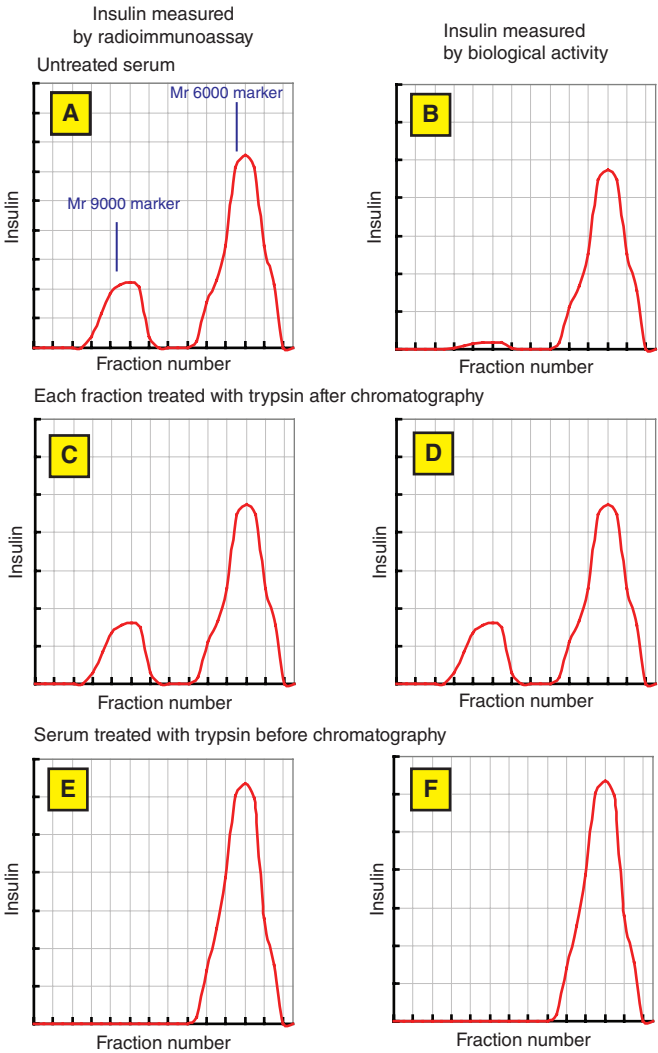 Insulin measured
by radioimmunoassay
Insulin measured
by biological activity
Untreated serum
A
Mr 6000 marker
Mr 9000 marker
Insulin
Fraction number
B
Insulin
Fraction number
Each fraction treated with trypsin after chromatography
C
Insulin
Fraction number
D
Insulin
Fraction number
Serum treated with trypsin before chromatography
E
Insulin
Fraction number
F
Insulin
Fraction number